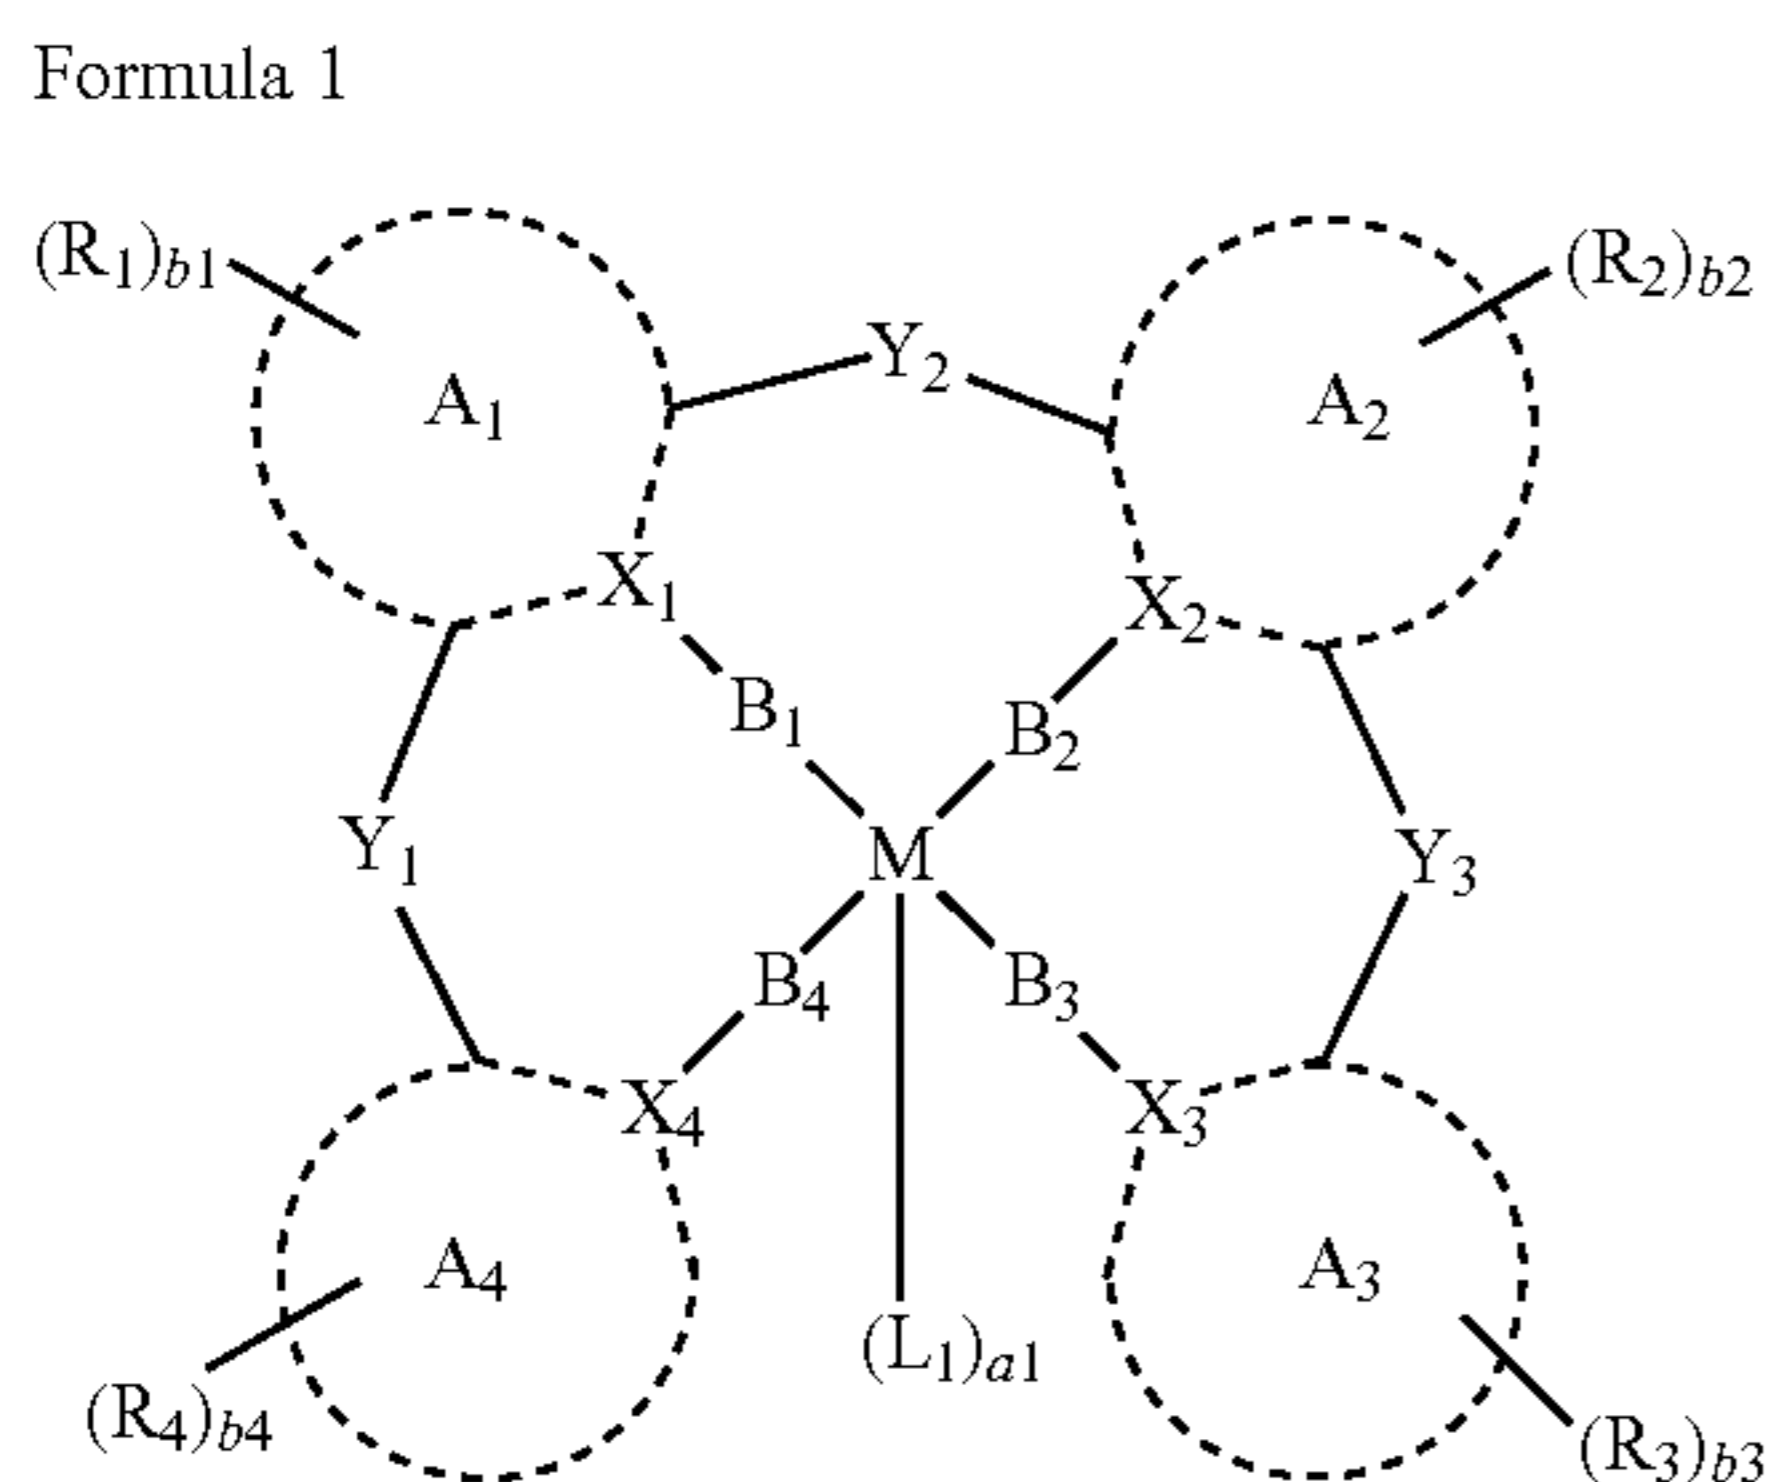 Formula 1
(R₁)b1
(R₂)b2
Y₂
A₁
A₂
X₁
X₂
B₁
B₂
Y₁
M
Y₃
B₄
B₃
X₄
X₃
A₄
A₃
(L₁)a1
(R₄)b4
(R₃)b3